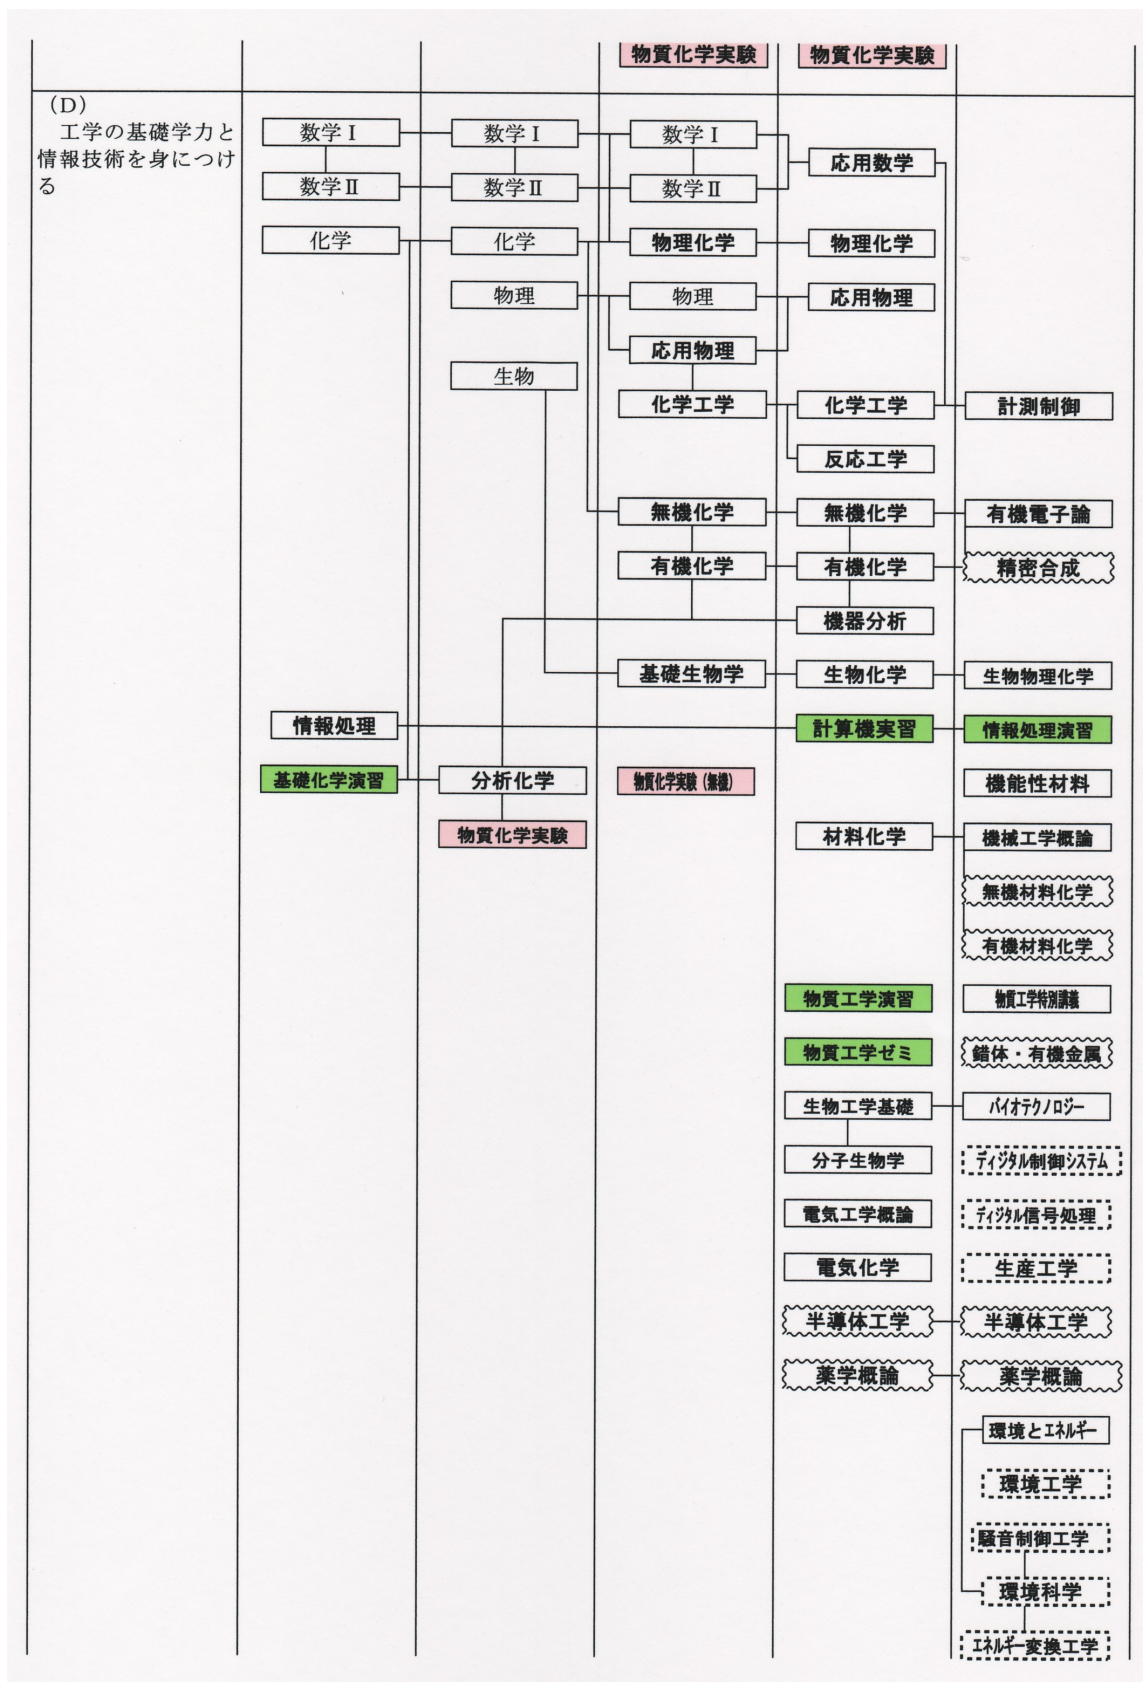 物質化学実験 物質化学実験
(D)
工学の基礎学力と
情報技術を身につけ
る
数学Ⅰ 数学Ⅰ 数学Ⅰ
応用数学
数学Ⅱ 数学Ⅱ 数学Ⅱ
化学 化学 物理化学 物理化学
物理 物理 応用物理
応用物理
生物
化学工学 化学工学 計測制御
反応工学
無機化学 無機化学 有機電子論
有機化学 有機化学 精密合成
機器分析
基礎生物学 生物化学 生物物理化学
情報処理 計算機実習 情報処理演習
基礎化学演習 分析化学 物質化学実験(無機) 機能性材料
物質化学実験 材料化学 機械工学概論
無機材料化学
有機材料化学
物質工学演習 物質工学特別講義
物質工学ゼミ 錯体・有機金属
生物工学基礎 バイオテクノロジー
分子生物学 ディジタル制御システム
電気工学概論 ディジタル信号処理
電気化学 生産工学
半導体工学 半導体工学
薬学概論 薬学概論
環境とエネルギー
環境工学
騒音制御工学
環境科学
エネルギー変換工学